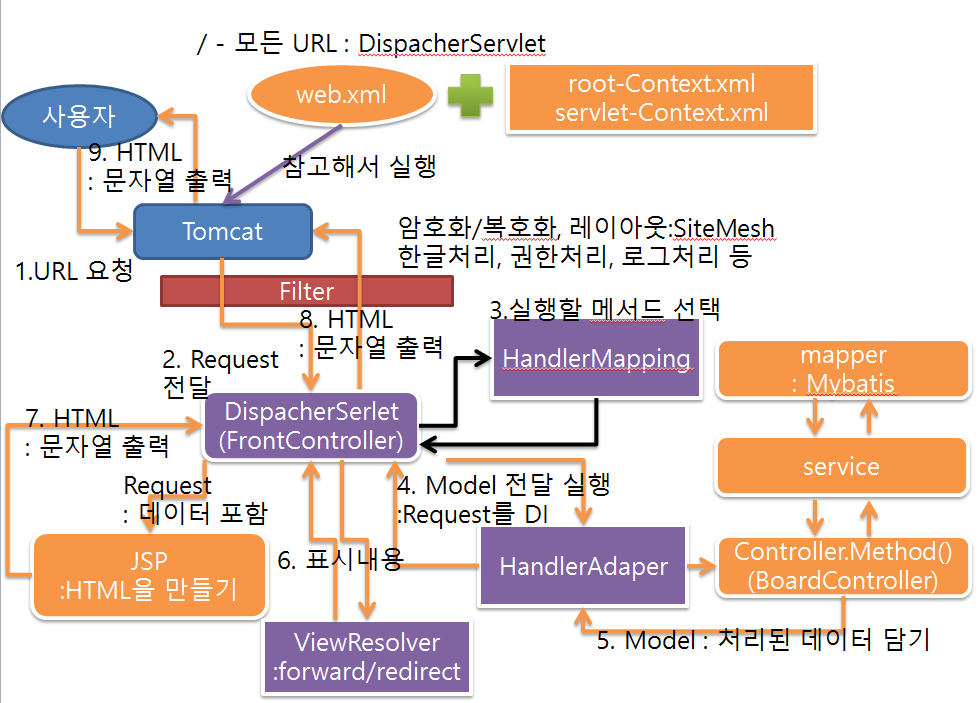 / - 모든 URL : DispacherServlet
web.xml
root-Context.xml
servlet-Context.xml
사용자
9. HTML
: 문자열 출력
참고해서 실행
Tomcat
암호화/복호화, 레이아웃:SiteMesh
한글처리, 권한처리, 로그처리 등
1.URL 요청
Filter
8. HTML
: 문자열 출력
3.실행할 메서드 선택
HandlerMapping
mapper
: Mybatis
2. Request
전달
DispacherSerlet
(FrontController)
7. HTML
: 문자열 출력
service
Request
: 데이터 포함
4. Model 전달 실행
:Request를 DI
JSP
:HTML을 만들기
6. 표시내용
HandlerAdaper
Controller.Method()
(BoardController)
ViewResolver
:forward/redirect
5. Model : 처리된 데이터 담기